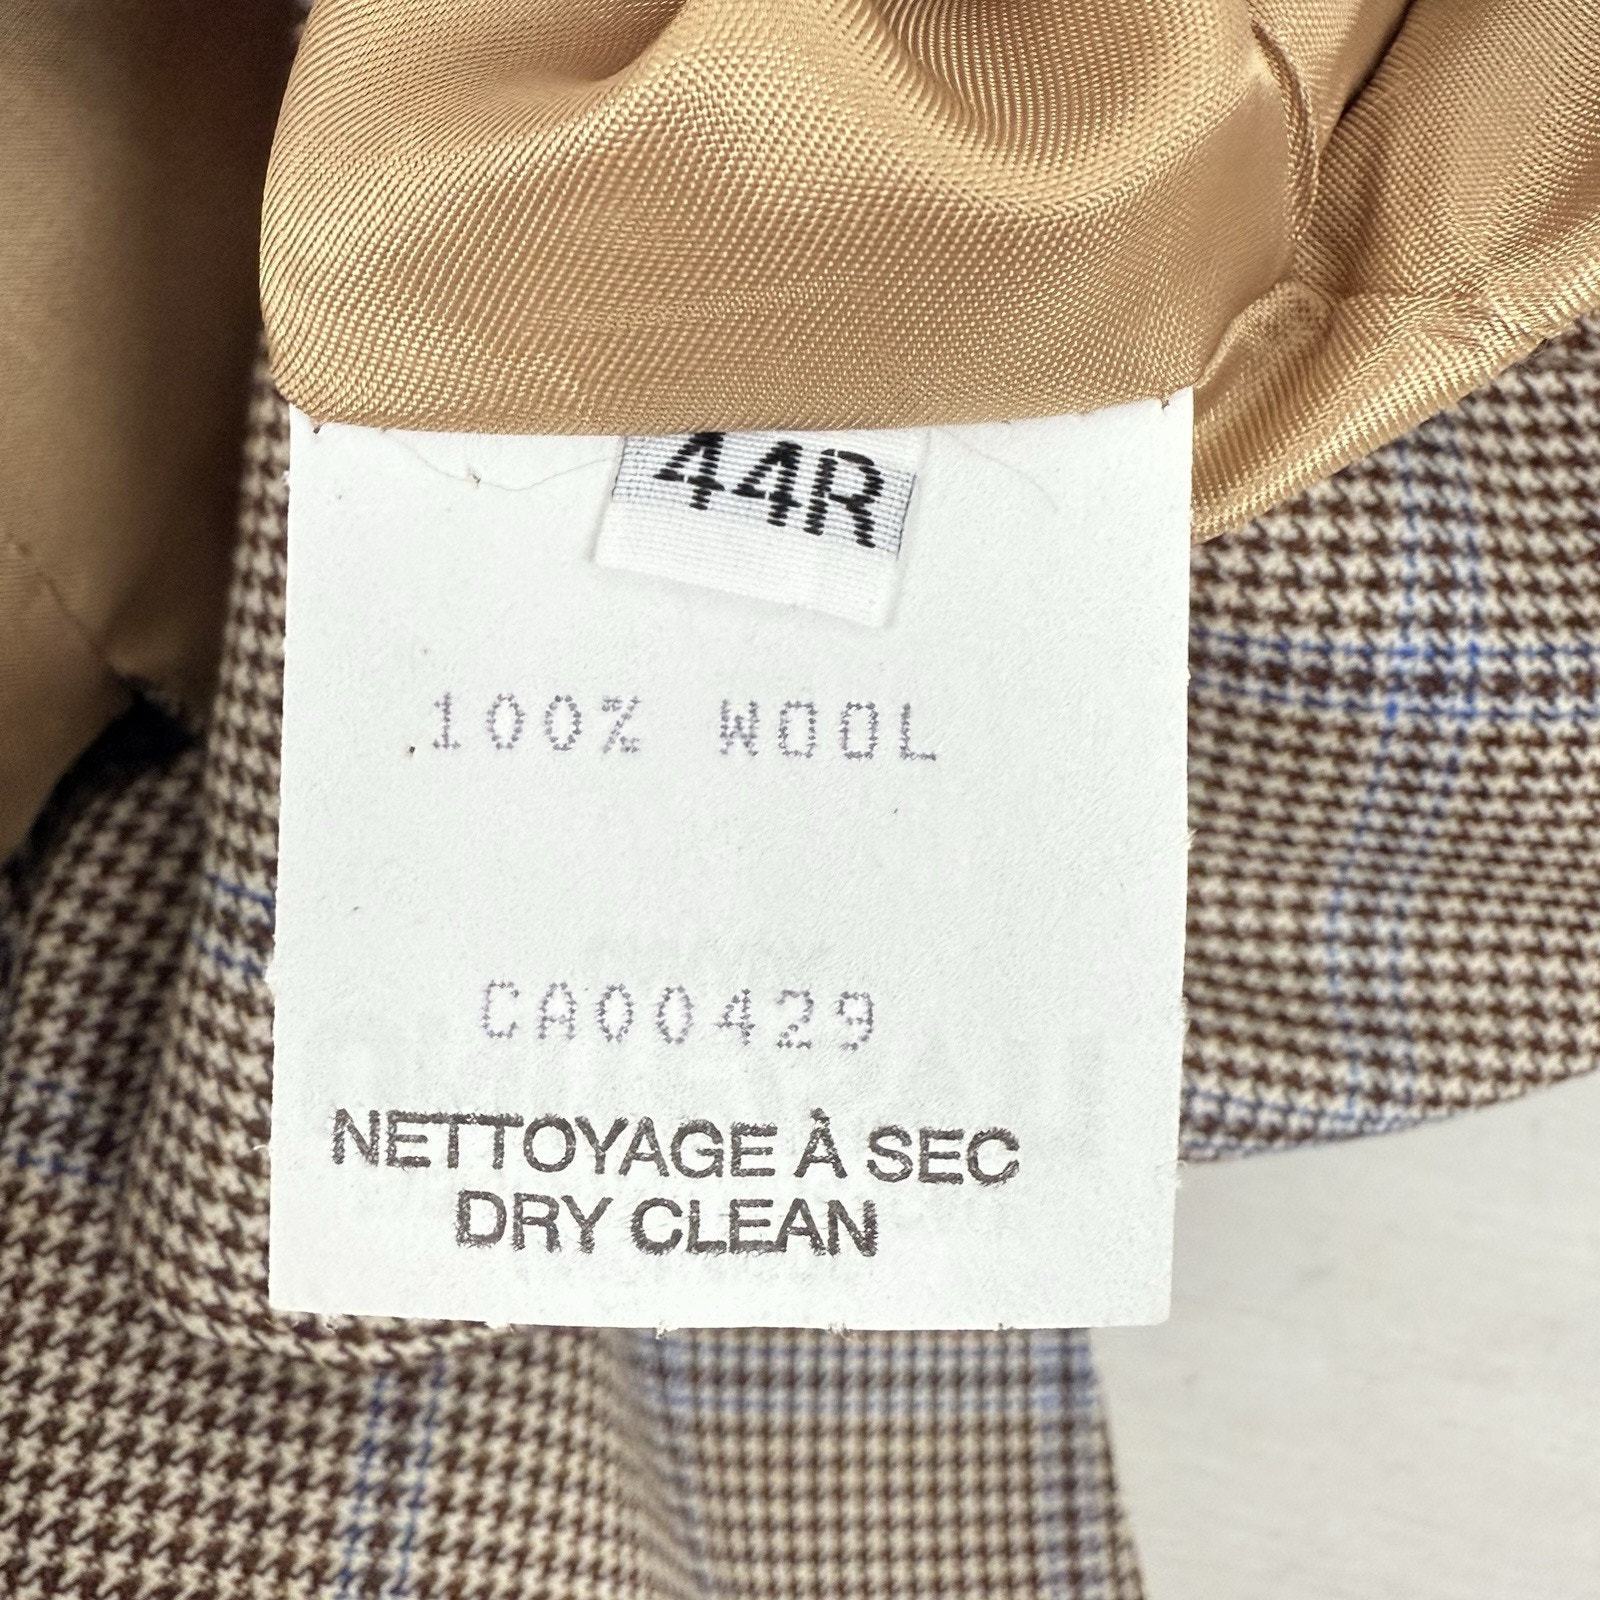 44R
100% WOOL
CA00429
NETTOYAGE À SEC
DRY CLEAN